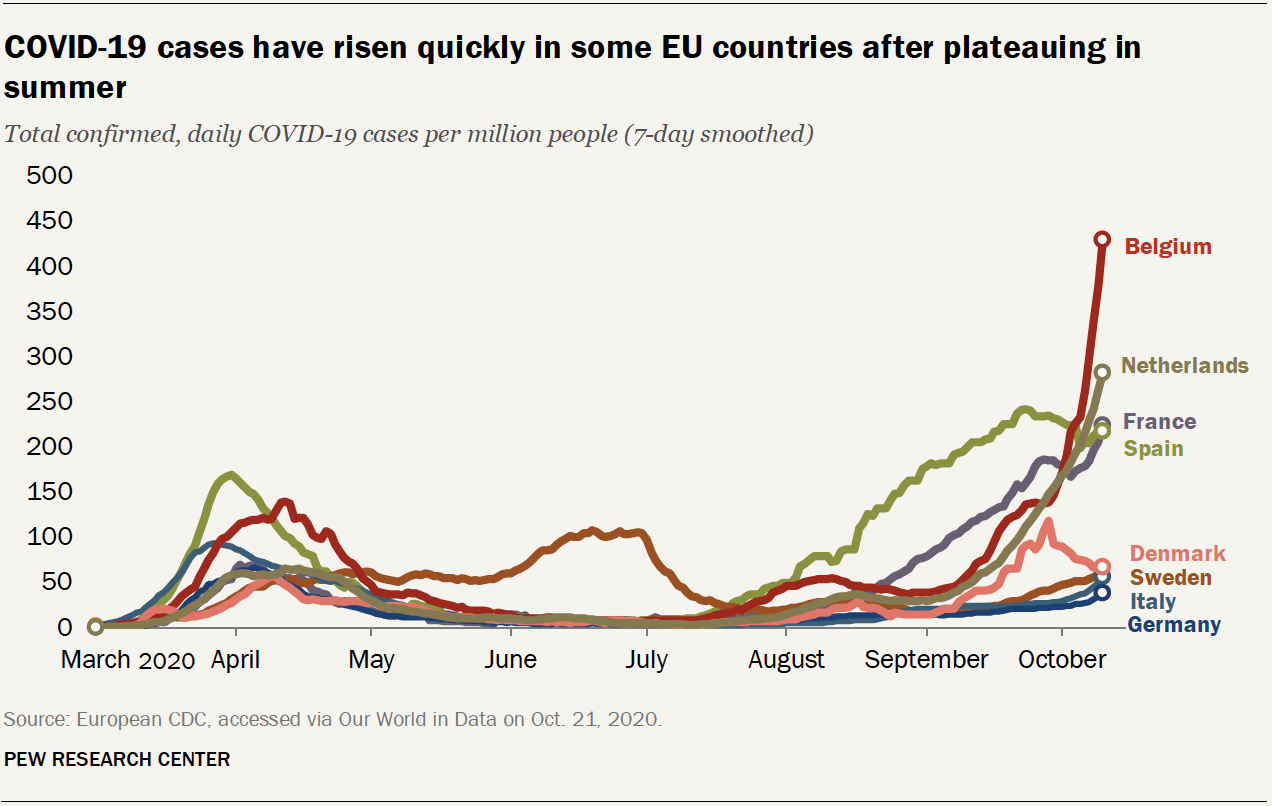 COVID-19 cases have risen quickly in some EU countries after plateauing in
summer
Total confirmed, daily COVID-19 cases per million people (7-day smoothed)
500
450
400
350
300
250
200
150
100
50
0
Belgium
Netherlands
France
Spain
Denmark
Sweden
Italy
Germany
March 2020 April May June July August September October
Source: European CDC, accessed via Our World in Data on Oct. 21, 2020.
PEW RESEARCH CENTER